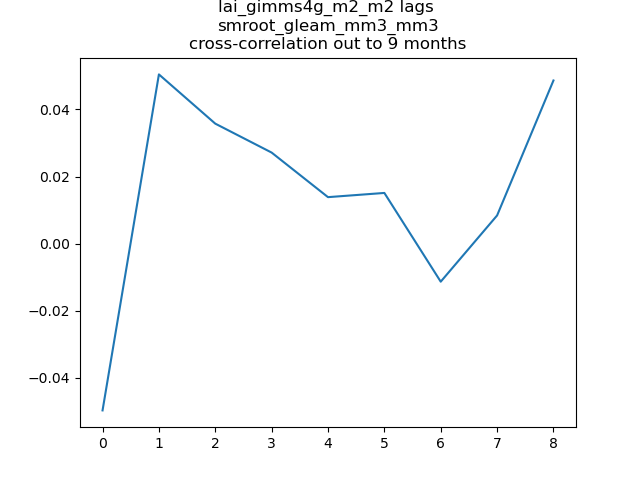 lai_gimms4g_m2_m2 lags
smroot_gleam_mm3_mm3
cross-correlation out to 9 months
0.04
0.02
0.00
−0.02
−0.04
0 1 2 3 4 5 6 7 8